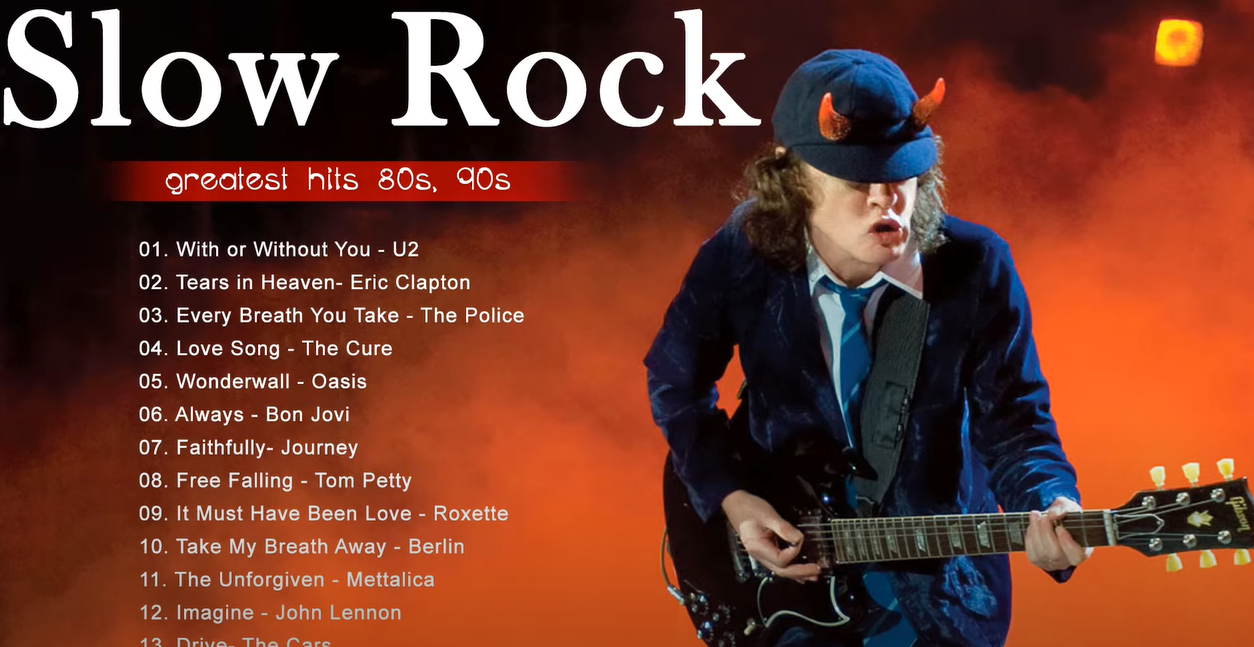 Slow Rock
greatest hits 80s, 90s
01. With or Without You - U2
02. Tears in Heaven- Eric Clapton
03. Every Breath You Take - The Police
04. Love Song - The Cure
05. Wonderwall - Oasis
06. Always - Bon Jovi
07. Faithfully- Journey
08. Free Falling - Tom Petty
09. It Must Have Been Love - Roxette
10. Take My Breath Away - Berlin
11. The Unforgiven - Mettalica
12. Imagine - John Lennon
13. Drive- The Cars
Gibson